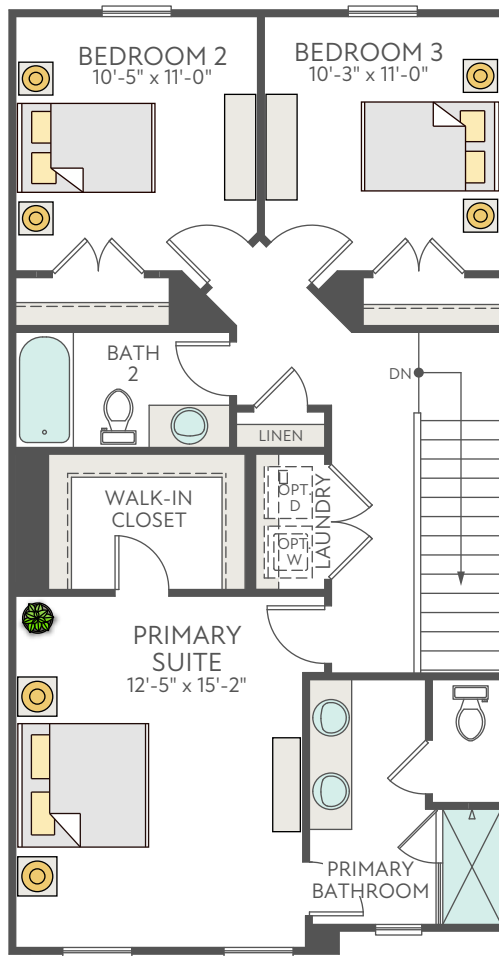 BEDROOM 2
10'-5" x 11'-0"
BEDROOM 3
10'-3" x 11'-0"
BATH
2
DN
LINEN
WALK-IN
CLOSET
OPT.
D
OPT.
W
LAUNDRY
PRIMARY
SUITE
12'-5" x 15'-2"
PRIMARY
BATHROOM